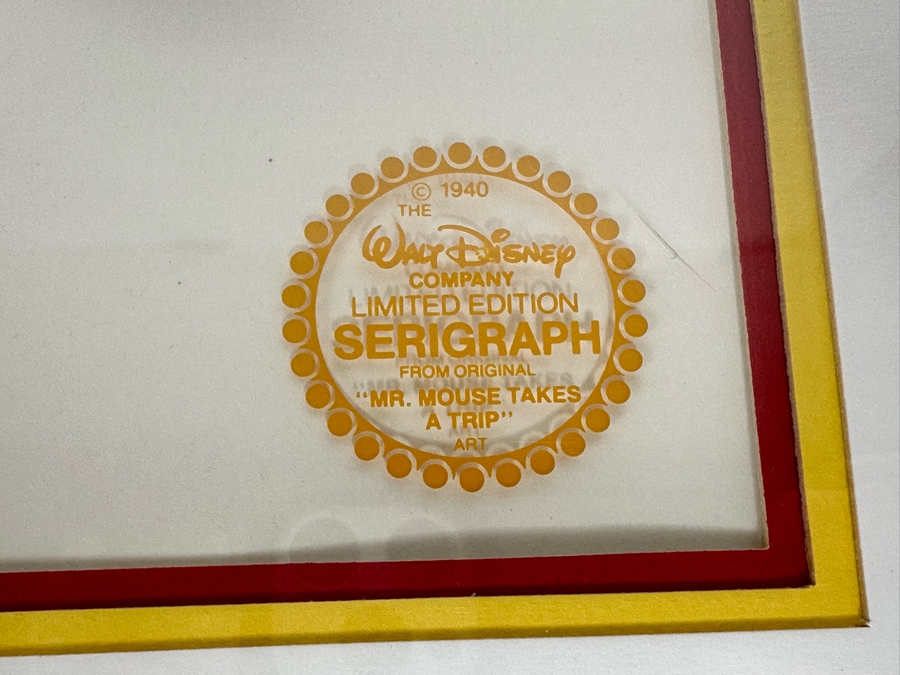 © 1940
THE
WALT DISNEY
COMPANY
LIMITED EDITION
SERIGRAPH
FROM ORIGINAL
“MR. MOUSE TAKES
A TRIP”
ART